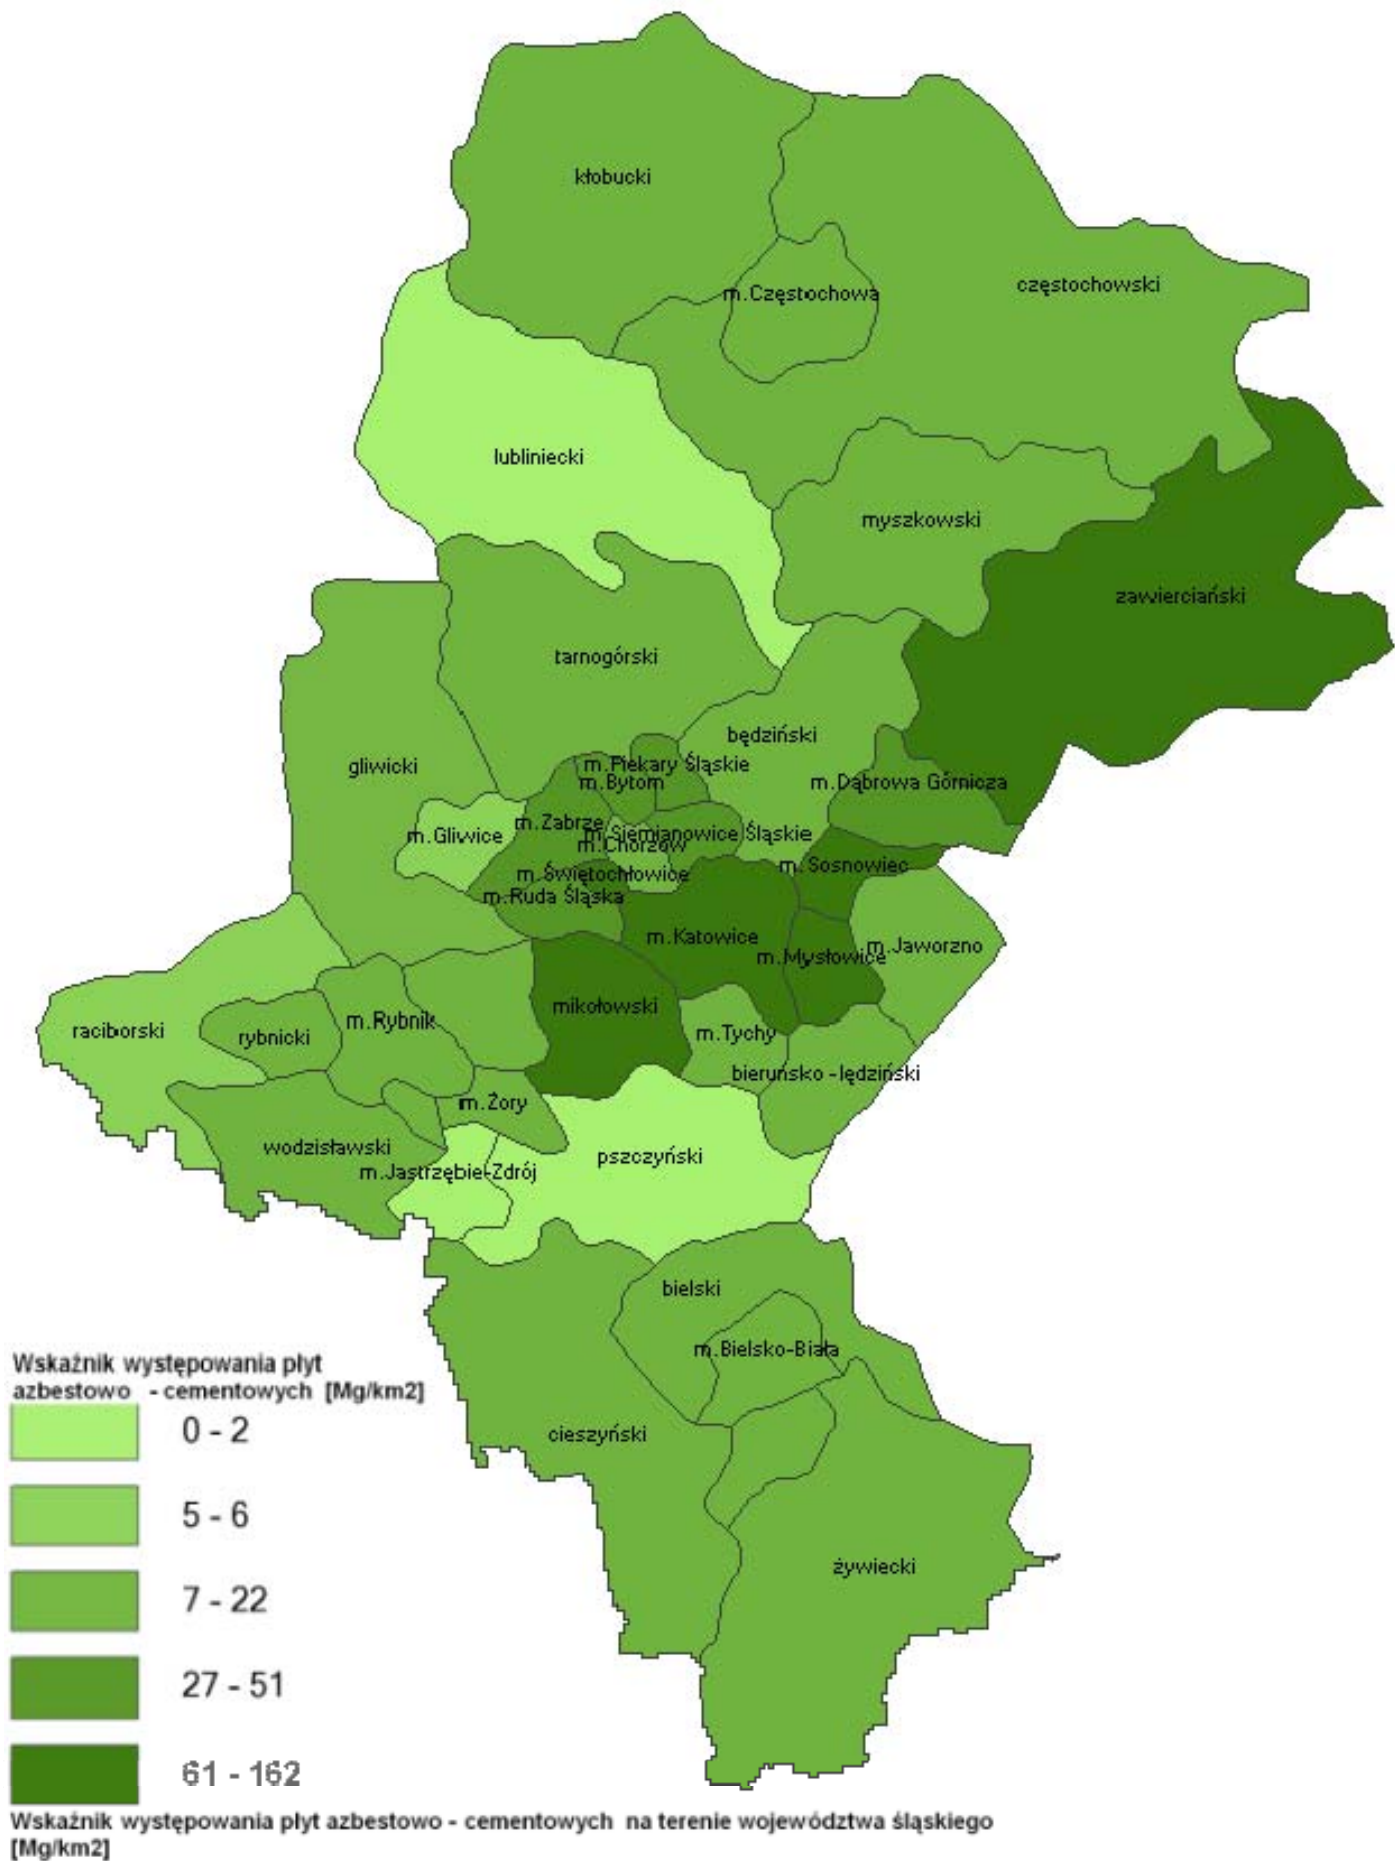 kłobucki
częstochowski
m.Częstochowa
lubliniecki
myszkowski
zawierciański
tarnogórski
będziński
gliwicki
m.Piekary Śląskie
m.Bytom
m.Dąbrowa Górnicza
m.Zabrze
m.Gliwice
m.Siemianowice Śląskie
m.Chorzów
m.Sosnowiec
m.Świętochłowice
m.Ruda Śląska
m.Katowice
m.Jaworzno
m.Mysłowice
mikołowski
m.Rybnik
raciborski
m.Tychy
rybnicki
bieruńsko -lędziński
m.Żory
wodzisławski
pszczyński
m.Jastrzębie-Zdrój
bielski
m.Bielsko-Biała
cieszyński
żywiecki
Wskaźnik występowania płyt
azbestowo - cementowych [Mg/km2]
0 - 2
5 - 6
7 - 22
27 - 51
61 - 162
Wskaźnik występowania płyt azbestowo - cementowych na terenie województwa śląskiego
[Mg/km2]